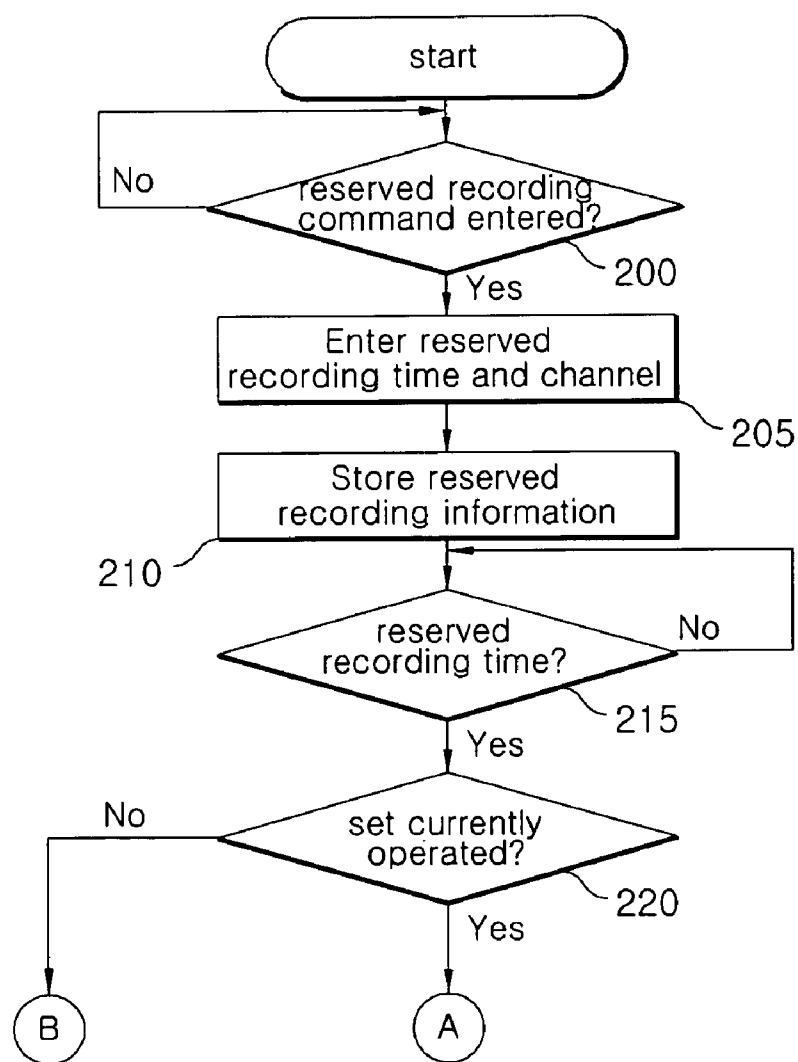 start
No
reserved recording
command entered?
200
Yes
Enter reserved
recording time and channel
205
Store reserved
recording information
210
reserved
recording time?
No
215
Yes
No
set currently
operated?
220
Yes
B
A